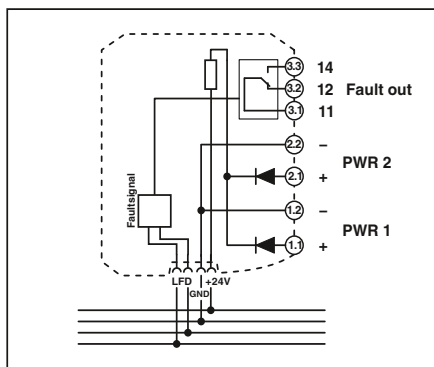 3.3 14
3.2 12 Fault out
3.1 11
2.2 –
PWR 2
2.1 +
1.2 –
PWR 1
1.1 +
Faultsignal
LFD +24V
GND